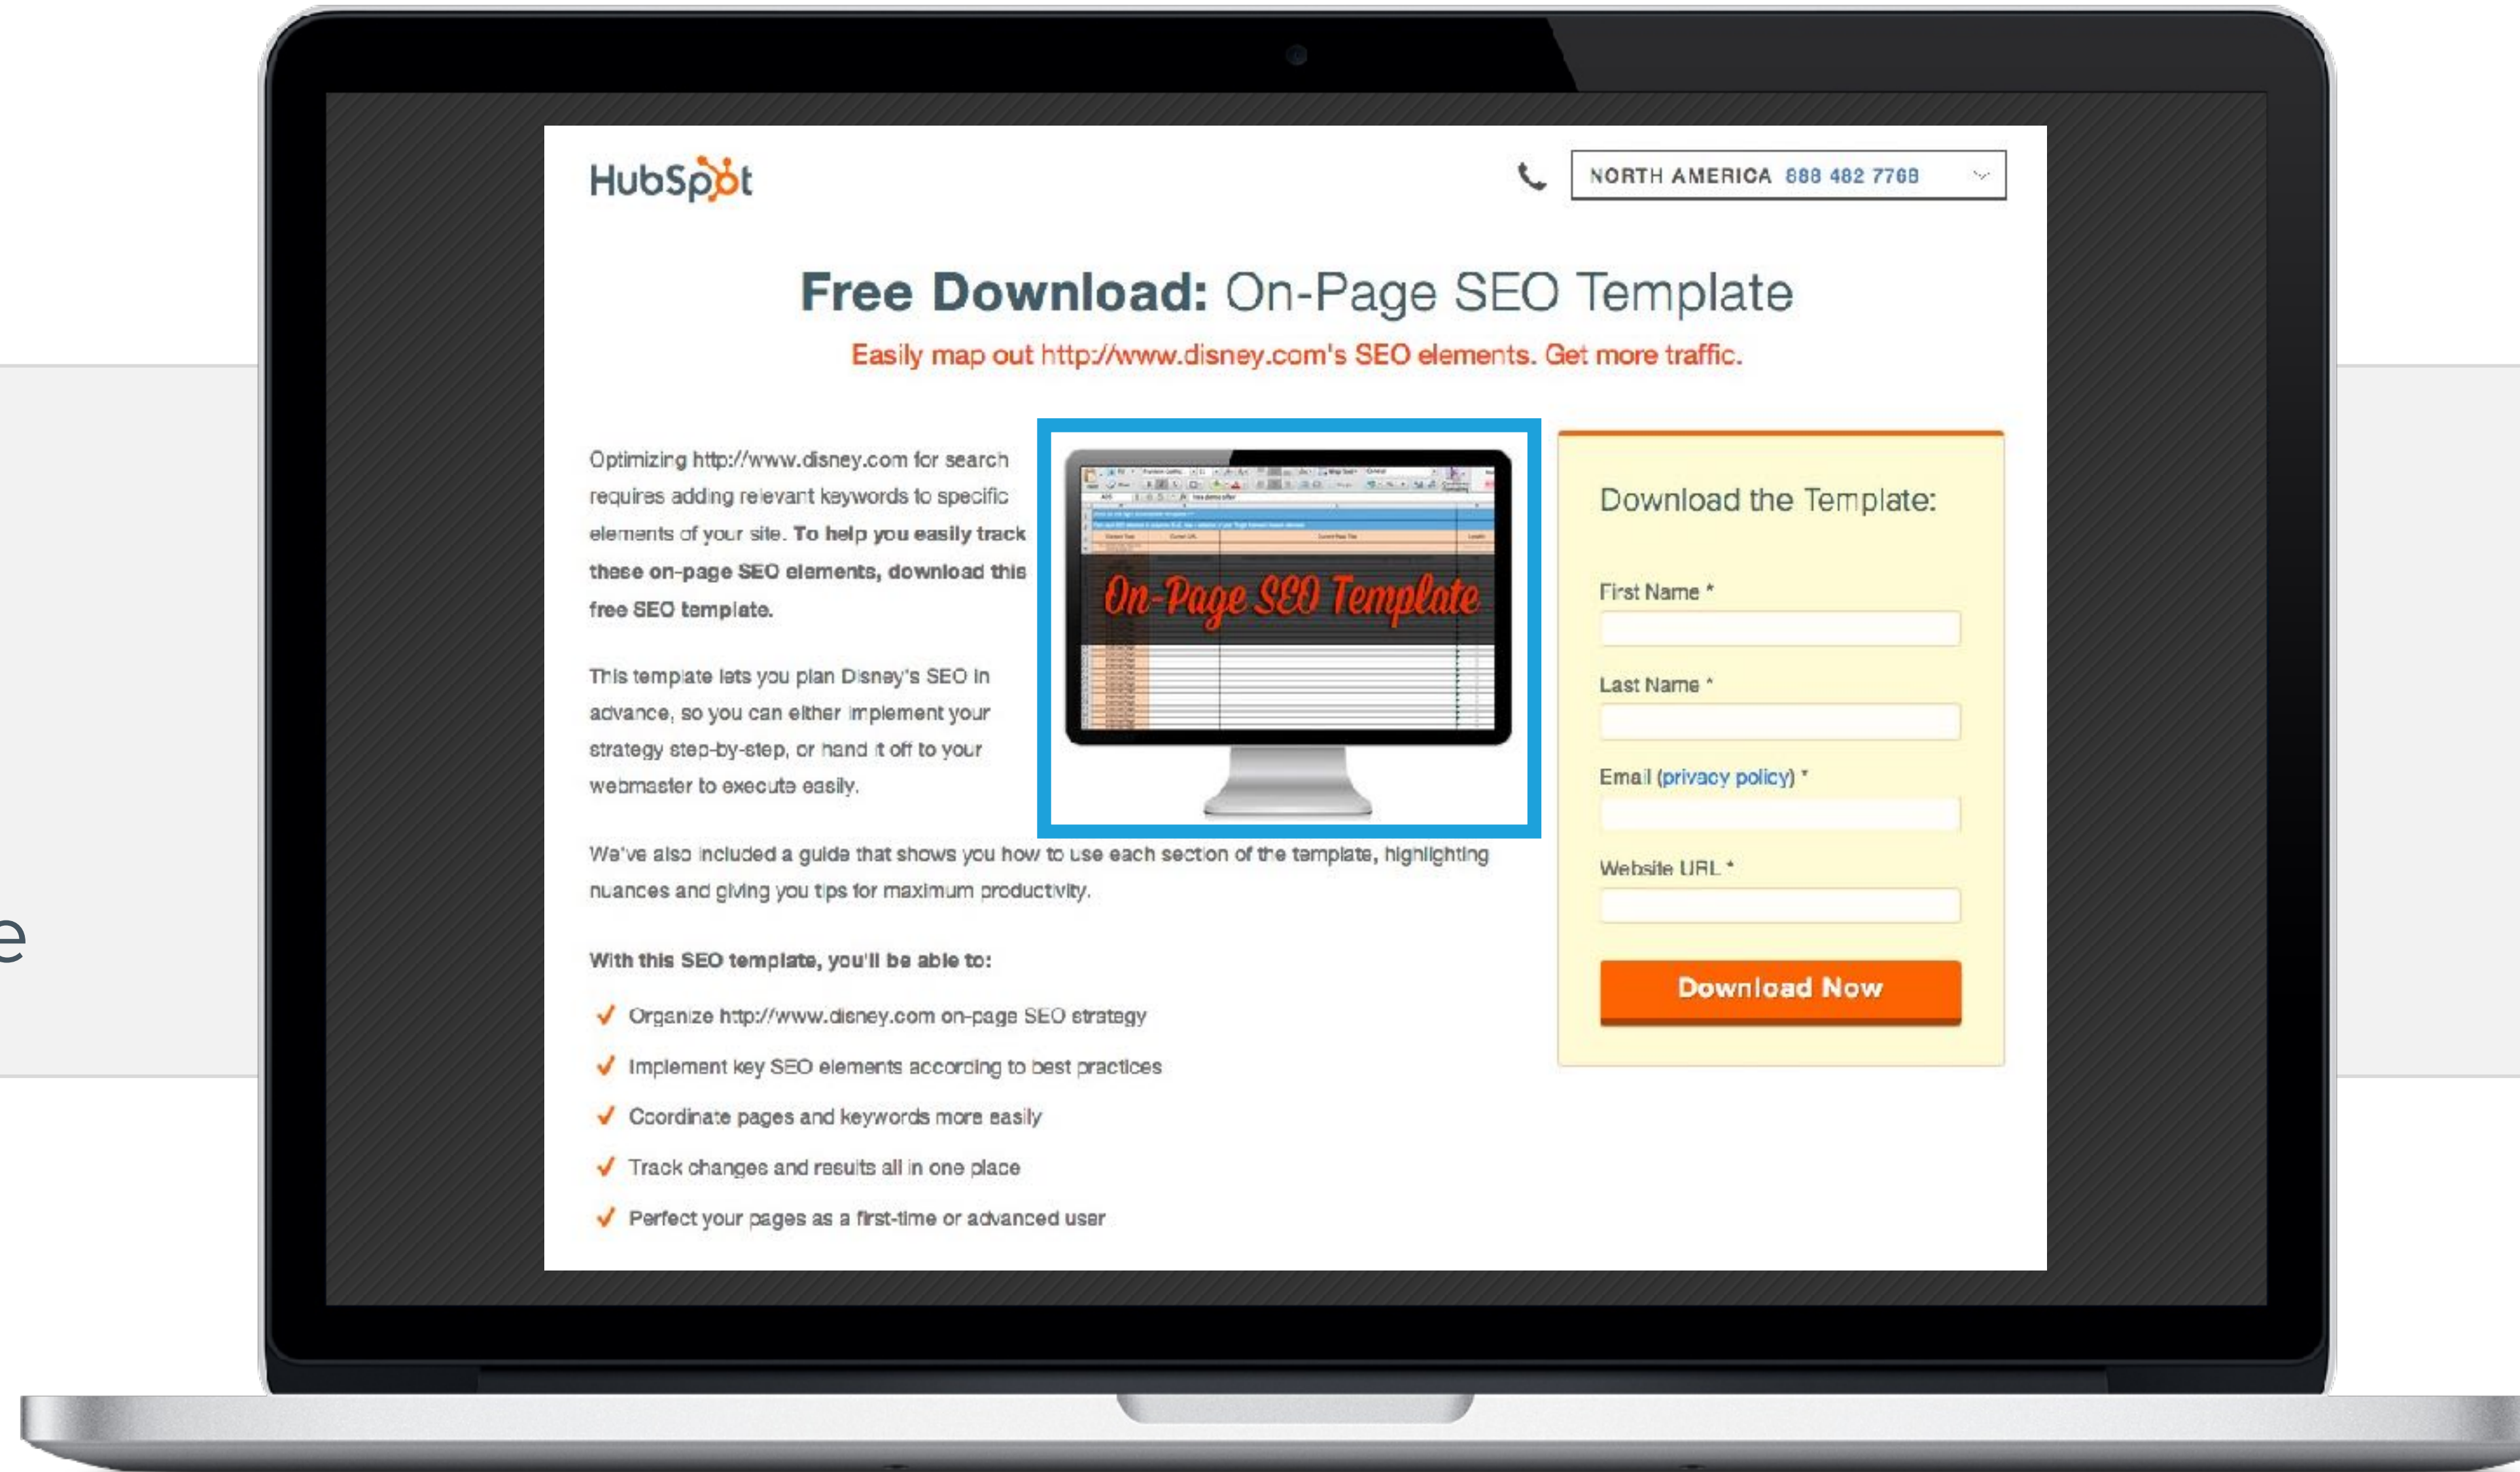 HubSpot
NORTH AMERICA 888 482 7768
Free Download: On-Page SEO Template
Easily map out http://www.disney.com's SEO elements. Get more traffic.
Optimizing http://www.disney.com for search
requires adding relevant keywords to specific
elements of your site. To help you easily track
these on-page SEO elements, download this
free SEO template.
This template lets you plan Disney's SEO in
advance, so you can either implement your
strategy step-by-step, or hand it off to your
webmaster to execute easily.
On-Page SEO Template
We've also included a guide that shows you how to use each section of the template, highlighting
nuances and giving you tips for maximum productivity.
With this SEO template, you'll be able to:
✓ Organize http://www.disney.com on-page SEO strategy
✓ Implement key SEO elements according to best practices
✓ Coordinate pages and keywords more easily
✓ Track changes and results all in one place
✓ Perfect your pages as a first-time or advanced user
Download the Template:
First Name *
Last Name *
Email (privacy policy) *
Website URL *
Download Now
e